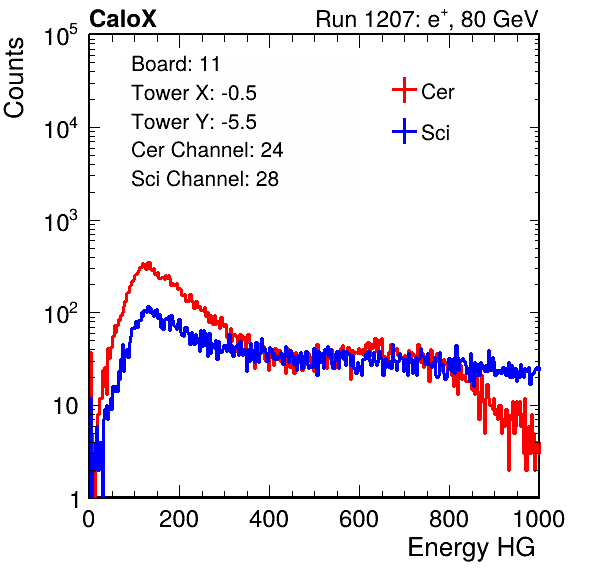 CaloX Run 1207: e⁺, 80 GeV
Counts
10⁵
10⁴
10³
10²
10
1
Board: 11
Tower X: -0.5
Tower Y: -5.5
Cer Channel: 24
Sci Channel: 28
Cer
Sci
0 200 400 600 800 1000
Energy HG